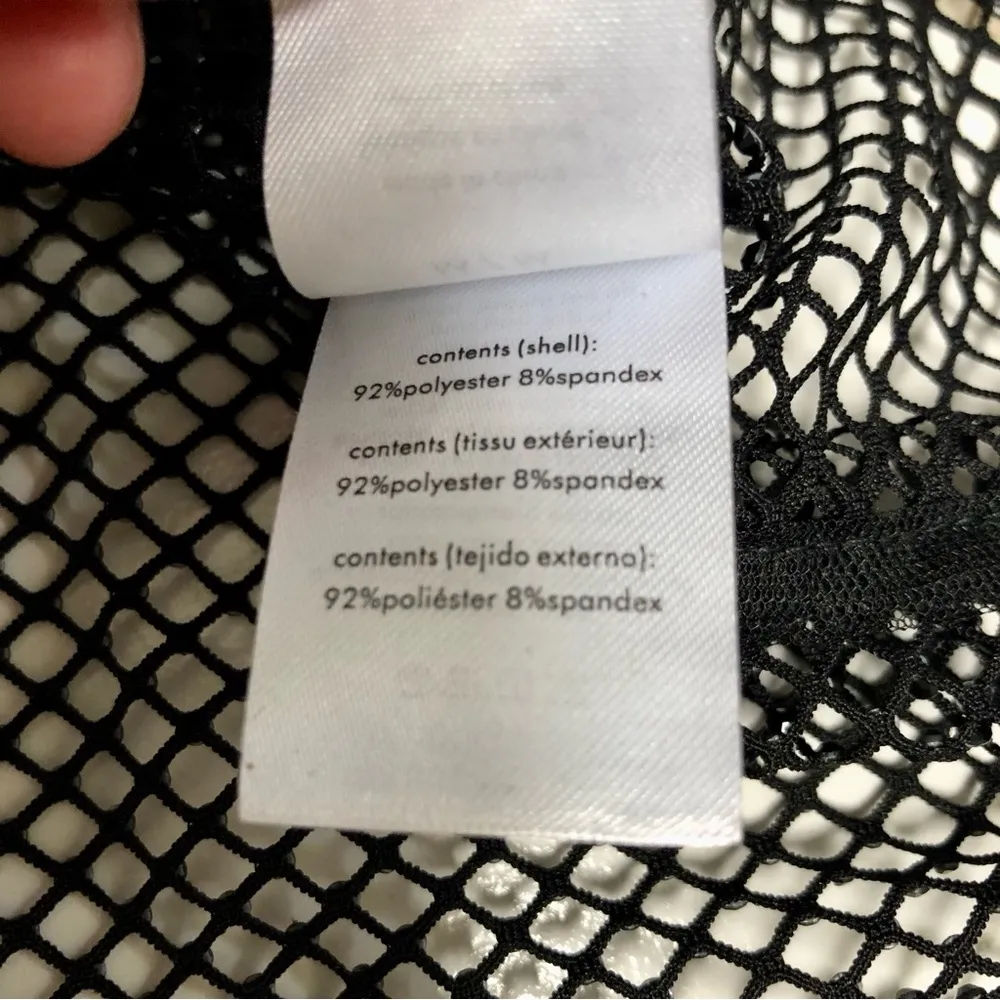 contents (shell):
92%polyester 8%spandex
contents (tissu extérieur):
92%polyester 8%spandex
contents (tejido externo):
92%poliéster 8%spandex